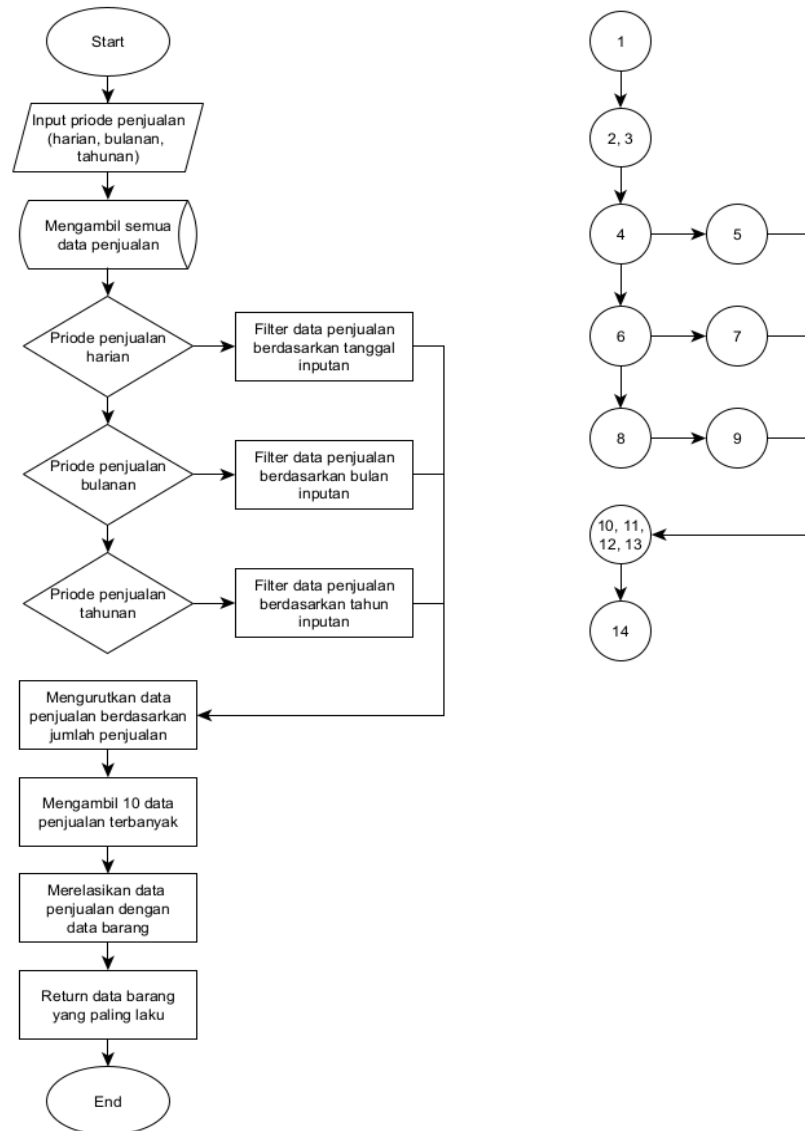 Start
Input priode penjualan
(harian, bulanan,
tahunan)
Mengambil semua
data penjualan
Priode penjualan
harian
Filter data penjualan
berdasarkan tanggal
inputan
Priode penjualan
bulanan
Filter data penjualan
berdasarkan bulan
inputan
Priode penjualan
tahunan
Filter data penjualan
berdasarkan tahun
inputan
Mengurutkan data
penjualan berdasarkan
jumlah penjualan
Mengambil 10 data
penjualan terbanyak
Merelasikan data
penjualan dengan
data barang
Return data barang
yang paling laku
End
1
2, 3
4
5
6
7
8
9
10, 11,
12, 13
14